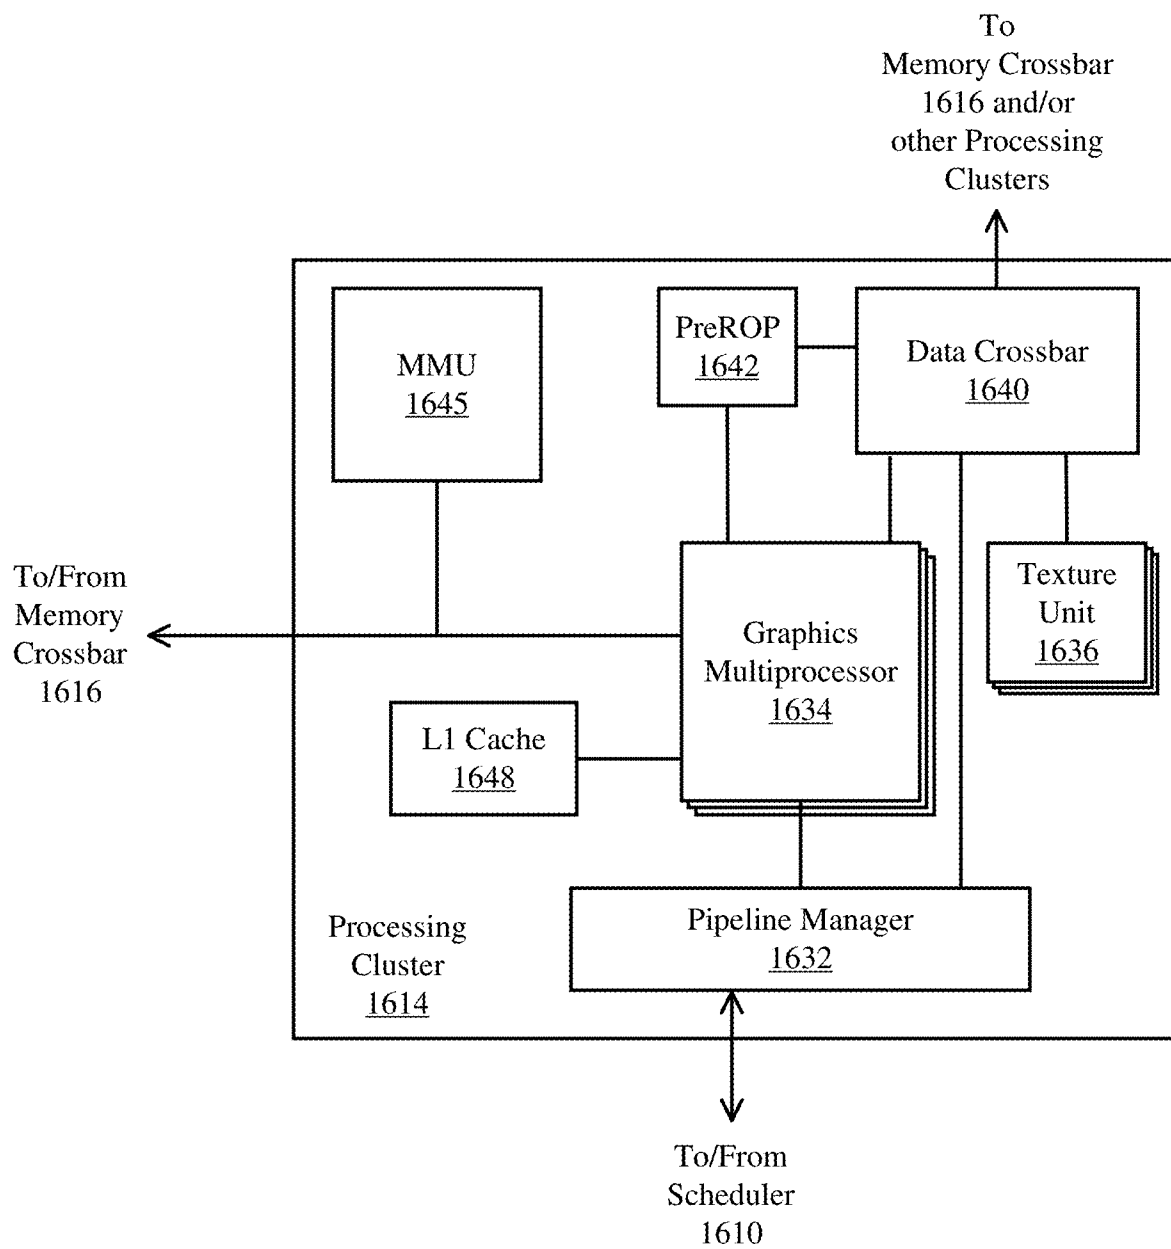 To
Memory Crossbar
1616 and/or
other Processing
Clusters
MMU
1645
PreROP
1642
Data Crossbar
1640
To/From
Memory
Crossbar
1616
Graphics
Multiprocessor
1634
Texture
Unit
1636
L1 Cache
1648
Processing
Cluster
1614
Pipeline Manager
1632
To/From
Scheduler
1610